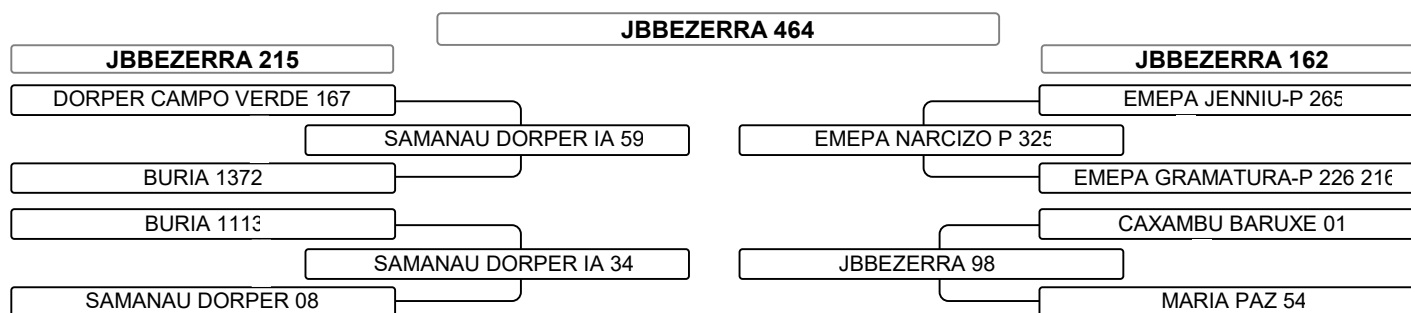 JBBEZERRA 464
JBBEZERRA 215
JBBEZERRA 162
DORPER CAMPO VERDE 167
EMEPA JENNIU-P 265
SAMANAU DORPER IA 59
EMEPA NARCIZO P 325
BURIA 1372
EMEPA GRAMATURA-P 226 216
BURIA 1113
CAXAMBU BARUXE 01
SAMANAU DORPER IA 34
JBBEZERRA 98
SAMANAU DORPER 08
MARIA PAZ 54